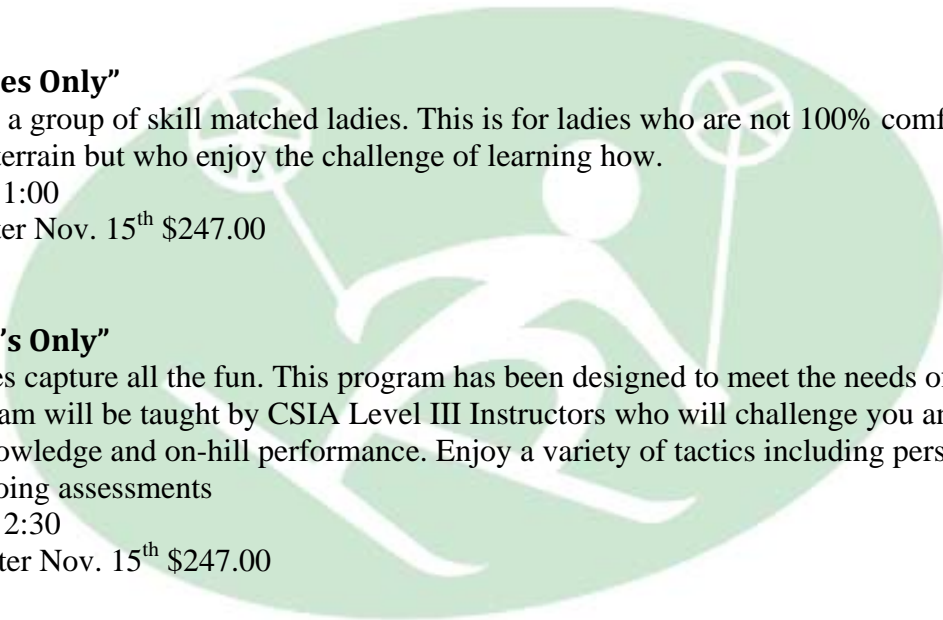 es Only”
a group of skill matched ladies. This is for ladies who are not 100% comf
terrain but who enjoy the challenge of learning how.
1:00
ter Nov. 15th $247.00
’s Only”
es capture all the fun. This program has been designed to meet the needs o
am will be taught by CSIA Level III Instructors who will challenge you a
owledge and on-hill performance. Enjoy a variety of tactics including pers
oing assessments
2:30
ter Nov. 15th $247.00